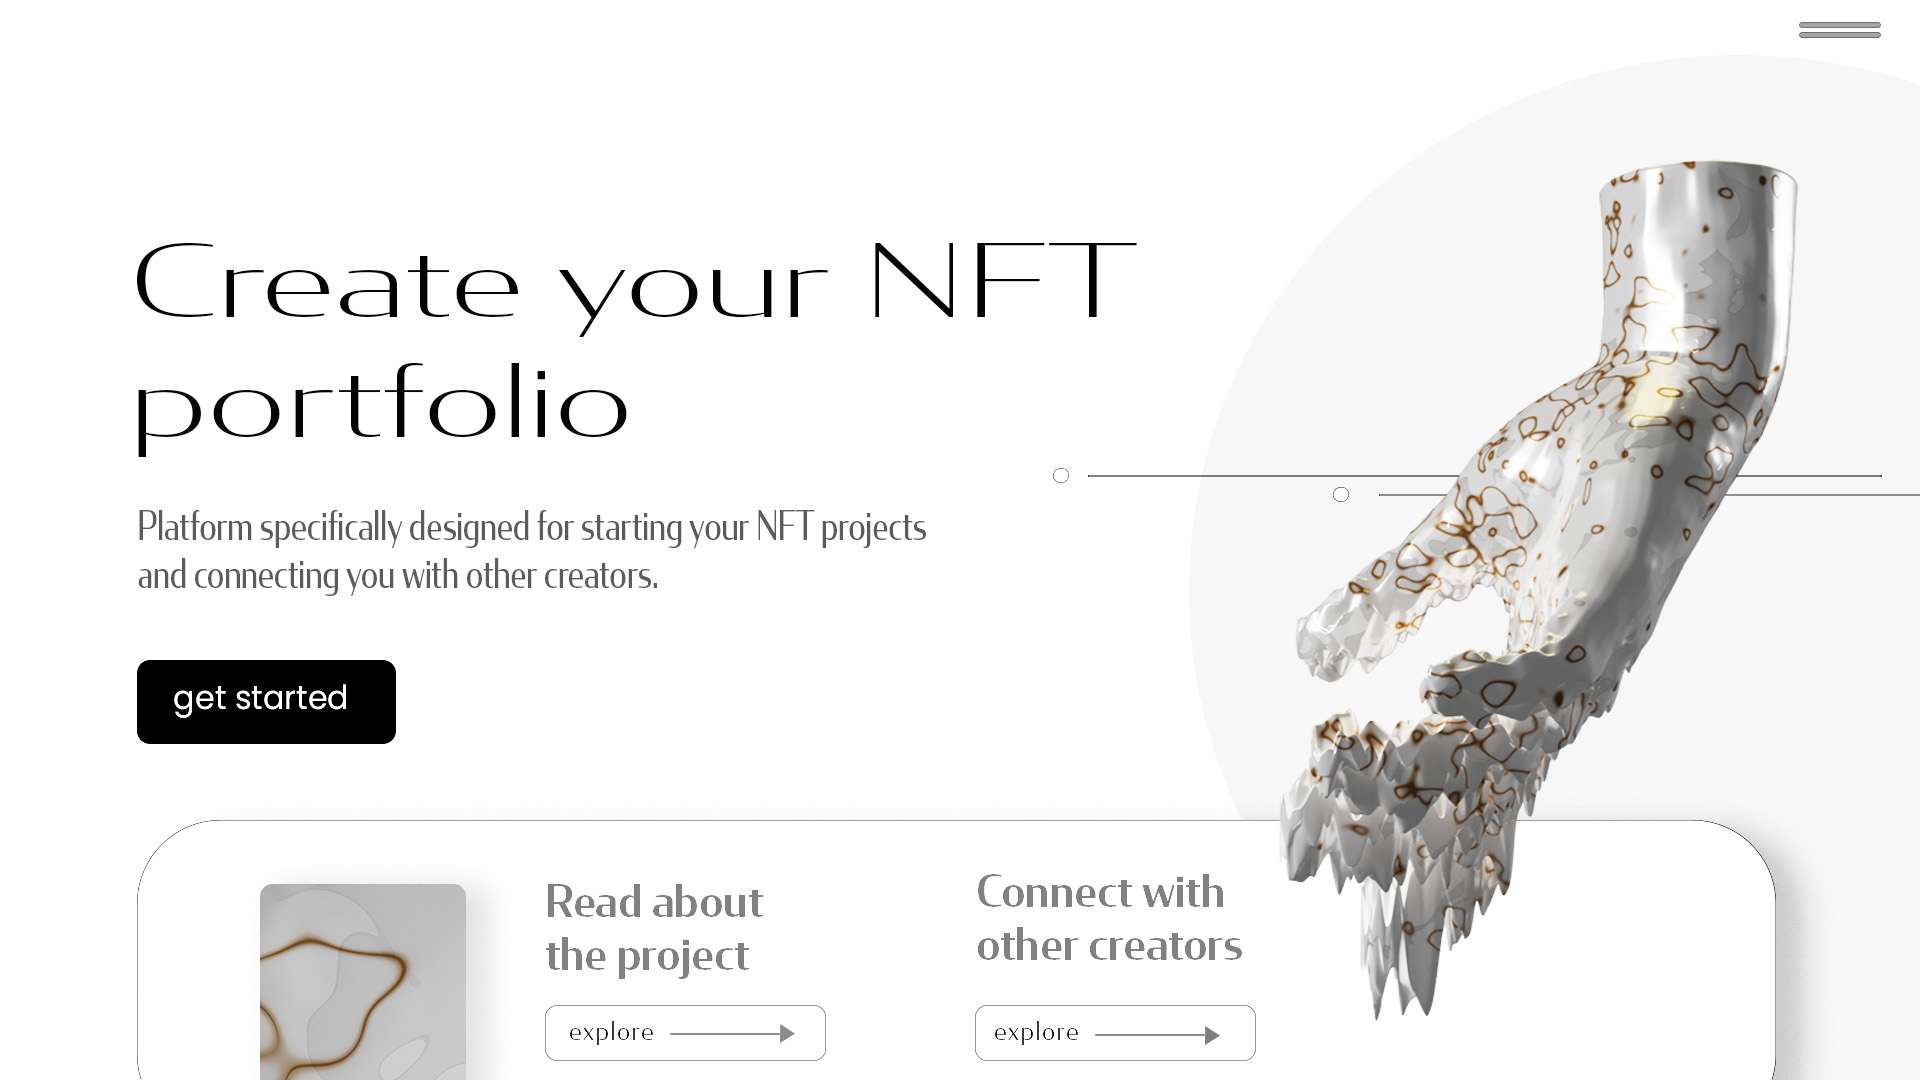 Create your NFT
portfolio
Platform specifically designed for starting your NFT projects
and connecting you with other creators.
get started
Read about
the project
explore
Connect with
other creators
explore